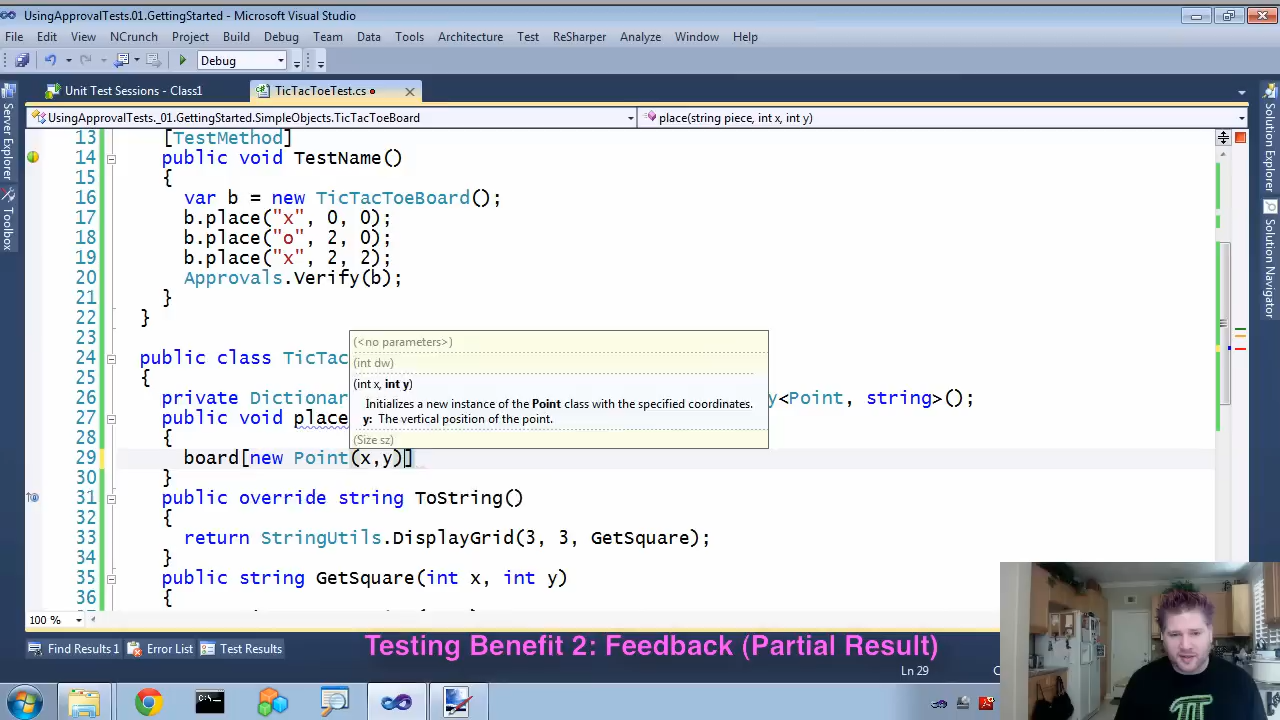 UsingApprovalTests.01.GettingStarted - Microsoft Visual Studio
File Edit View NCrunch Project Build Debug Team Data Tools Architecture Test ReSharper Analyze Window Help
Debug
Unit Test Sessions - Class1 TicTacToeTest.cs
UsingApprovalTests._01.GettingStarted.SimpleObjects.TicTacToeBoard place(string piece, int x, int y)
Server Explorer
Toolbox
Solution Explorer
Solution Navigator
13 [TestMethod]
14 public void TestName()
15 {
16 var b = new TicTacToeBoard();
17 b.place("x", 0, 0);
18 b.place("o", 2, 0);
19 b.place("x", 2, 2);
20 Approvals.Verify(b);
21 }
22 }
23
(<no parameters>)
(int dw)
(int x, int y)
Initializes a new instance of the Point class with the specified coordinates.
y: The vertical position of the point.
(Size sz)
24 public class TicTac
25 {
26 private Dictionar y<Point, string>();
27 public void place
28 {
29 board[new Point(x,y)]
30 }
31 public override string ToString()
32 {
33 return StringUtils.DisplayGrid(3, 3, GetSquare);
34 }
35 public string GetSquare(int x, int y)
36 {
100 %
Find Results 1 Error List Test Results
Testing Benefit 2: Feedback (Partial Result)
Ln 29